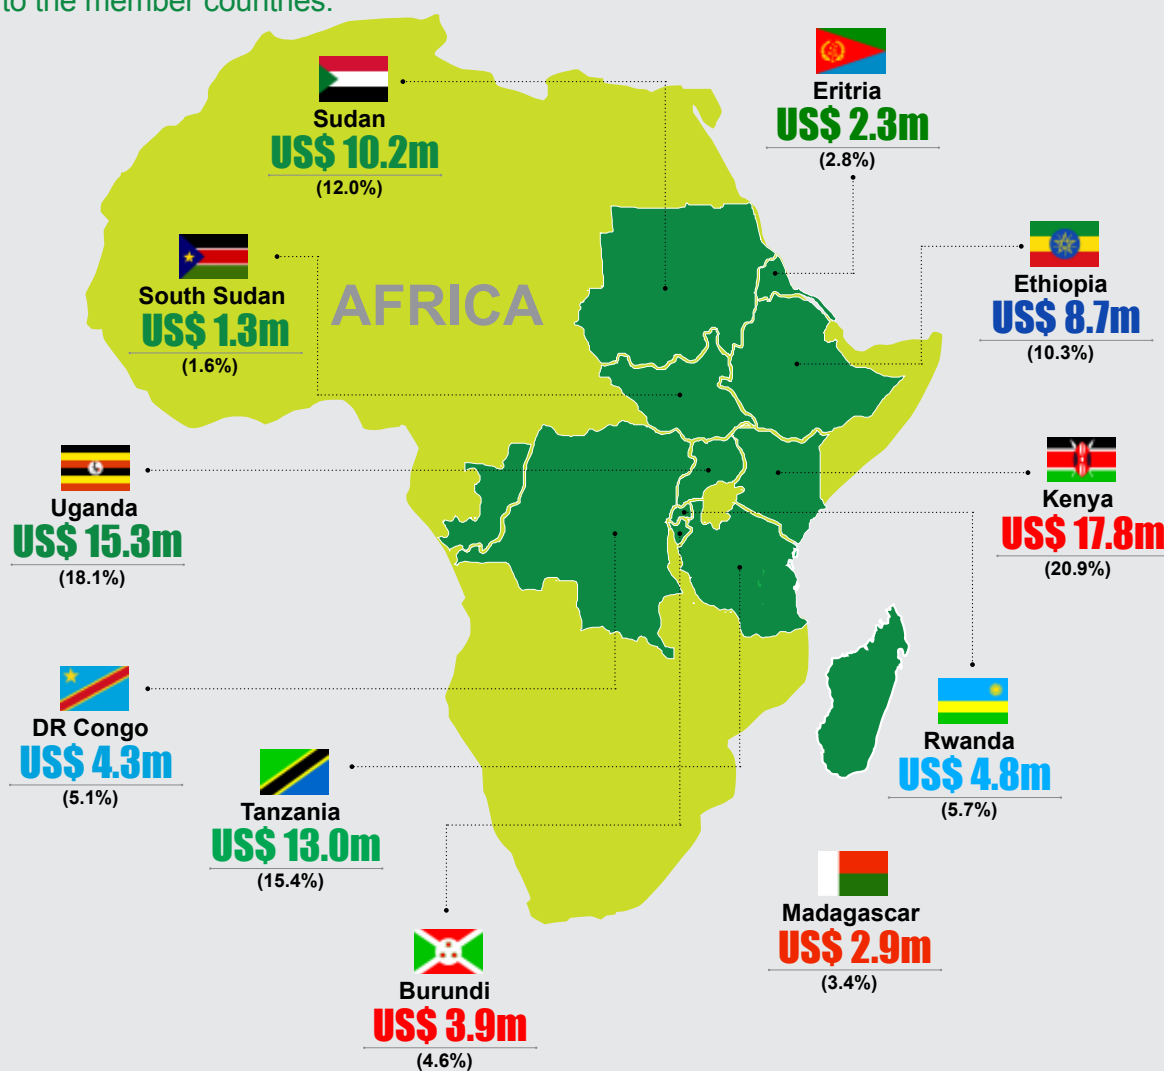 to the member countries.
Sudan
US$ 10.2m
(12.0%)
Eritria
US$ 2.3m
(2.8%)
South Sudan
US$ 1.3m
(1.6%)
AFRICA
Ethiopia
US$ 8.7m
(10.3%)
Uganda
US$ 15.3m
(18.1%)
Kenya
US$ 17.8m
(20.9%)
DR Congo
US$ 4.3m
(5.1%)
Tanzania
US$ 13.0m
(15.4%)
Rwanda
US$ 4.8m
(5.7%)
Madagascar
US$ 2.9m
(3.4%)
Burundi
US$ 3.9m
(4.6%)